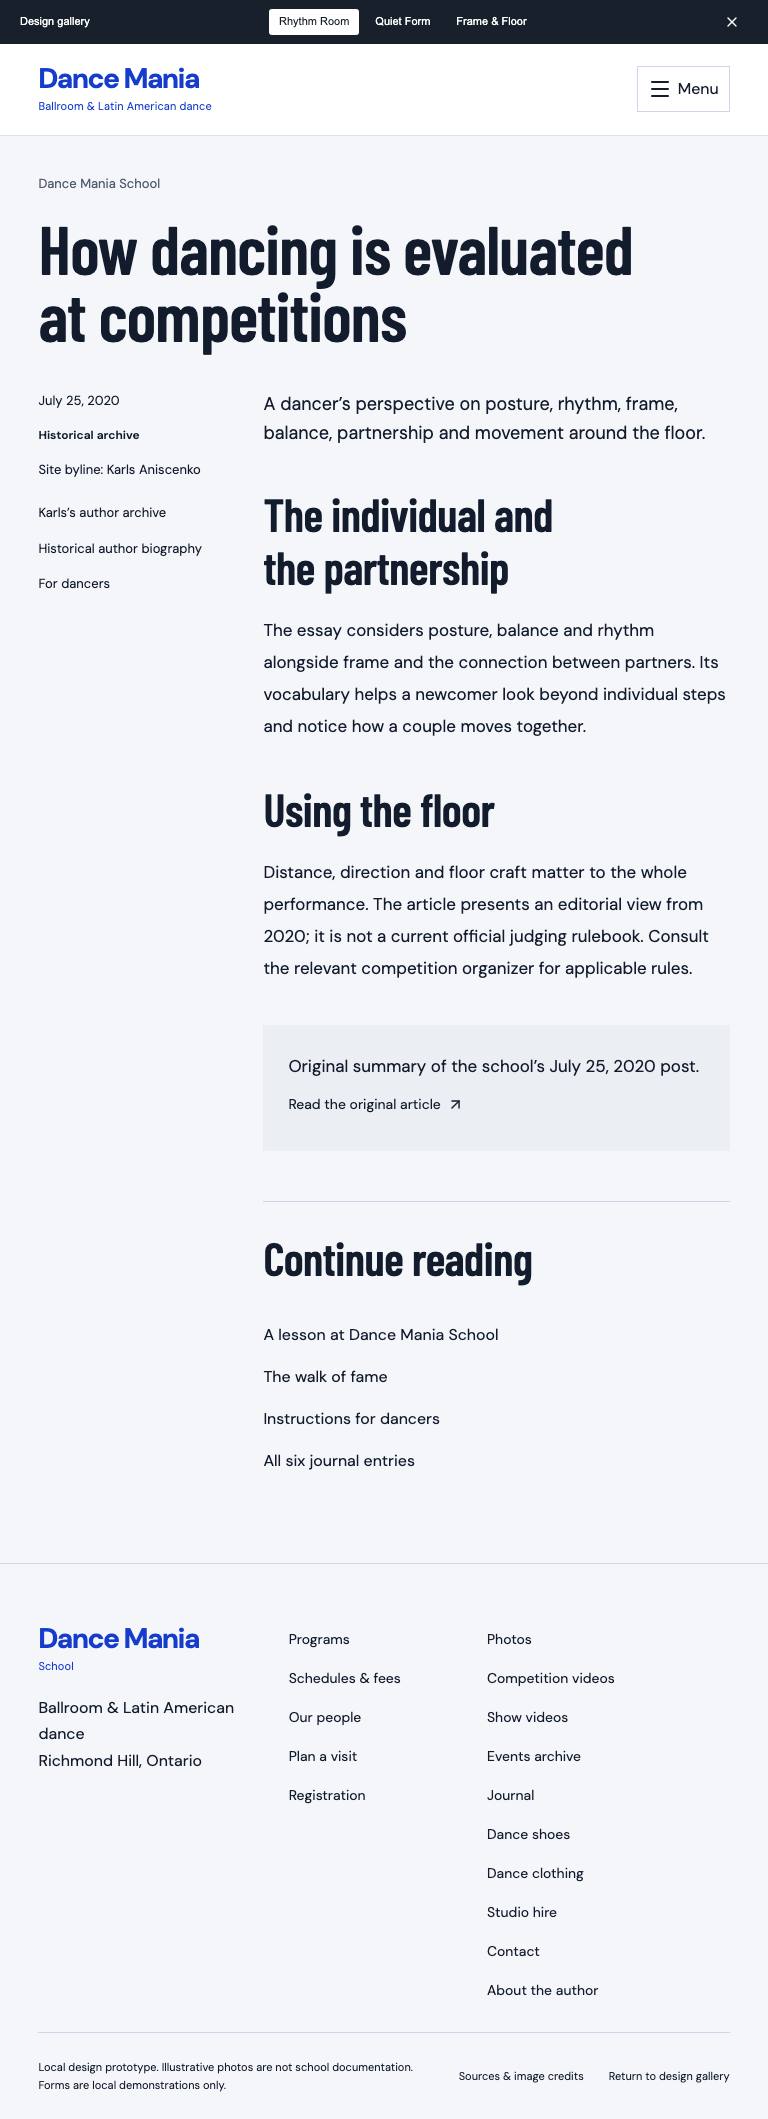 Design gallery
Rhythm Room
Quiet Form
Frame & Floor
Dance Mania
Ballroom & Latin American dance
Menu
Dance Mania School
How dancing is evaluated
at competitions
July 25, 2020
Historical archive
Site byline: Karls Aniscenko
Karls’s author archive
Historical author biography
For dancers
A dancer’s perspective on posture, rhythm, frame,
balance, partnership and movement around the floor.
The individual and
the partnership
The essay considers posture, balance and rhythm
alongside frame and the connection between partners. Its
vocabulary helps a newcomer look beyond individual steps
and notice how a couple moves together.
Using the floor
Distance, direction and floor craft matter to the whole
performance. The article presents an editorial view from
2020; it is not a current official judging rulebook. Consult
the relevant competition organizer for applicable rules.
Original summary of the school’s July 25, 2020 post.
Read the original article
Continue reading
A lesson at Dance Mania School
The walk of fame
Instructions for dancers
All six journal entries
Dance Mania
School
Ballroom & Latin American
dance
Richmond Hill, Ontario
Programs
Schedules & fees
Our people
Plan a visit
Registration
Photos
Competition videos
Show videos
Events archive
Journal
Dance shoes
Dance clothing
Studio hire
Contact
About the author
Local design prototype. Illustrative photos are not school documentation.
Forms are local demonstrations only.
Sources & image credits
Return to design gallery